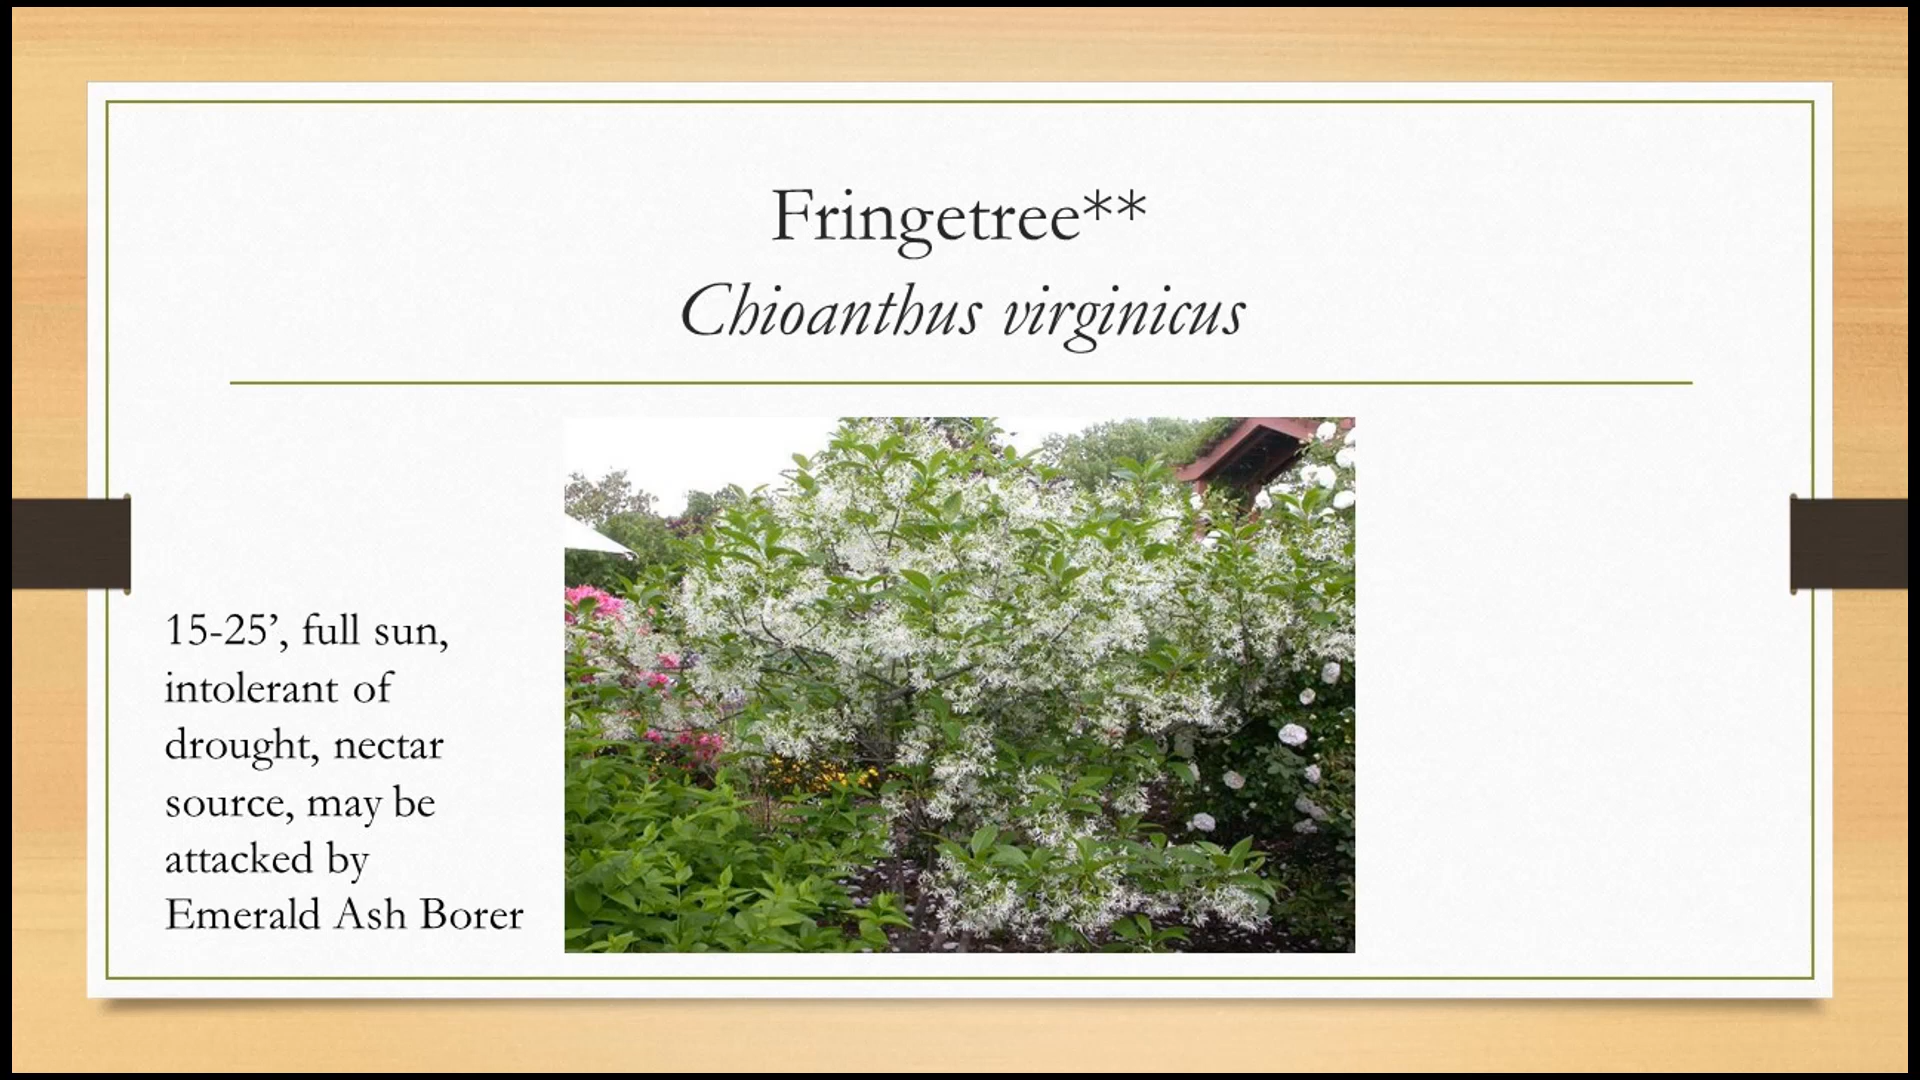 Fringetree**
Chioanthus virginicus
15-25’, full sun,
intolerant of
drought, nectar
source, may be
attacked by
Emerald Ash Borer